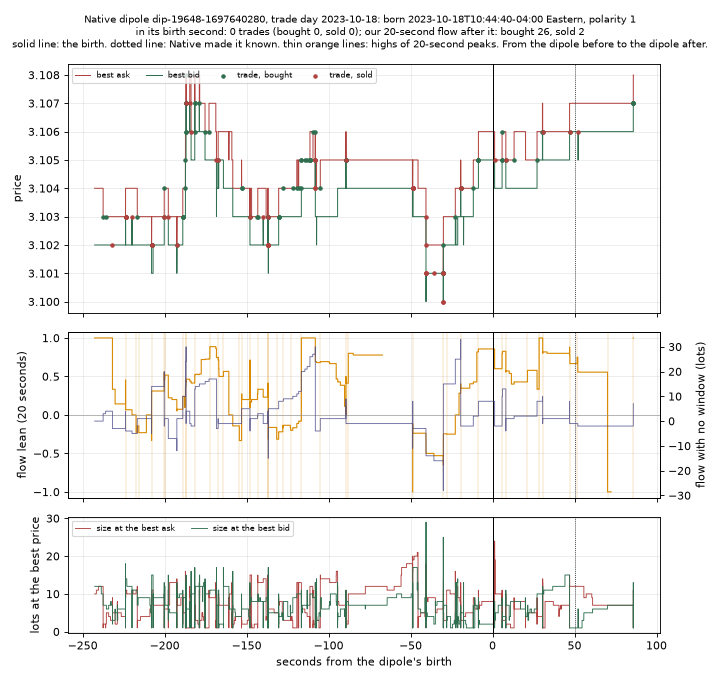 Native dipole dip-19648-1697640280, trade day 2023-10-18: born 2023-10-18T10:44:40-04:00 Eastern, polarity 1
in its birth second: 0 trades (bought 0, sold 0); our 20-second flow after it: bought 26, sold 2
solid line: the birth. dotted line: Native made it known. thin orange lines: highs of 20-second peaks. From the dipole before to the dipole after.
best ask
best bid
trade, bought
trade, sold
3.108
3.107
3.106
3.105
3.104
3.103
3.102
3.101
3.100
price
1.0
0.5
0.0
−0.5
−1.0
flow lean (20 seconds)
30
20
10
0
−10
−20
−30
flow with no window (lots)
size at the best ask
size at the best bid
30
20
10
0
lots at the best price
−250
−200
−150
−100
−50
0
50
100
seconds from the dipole's birth